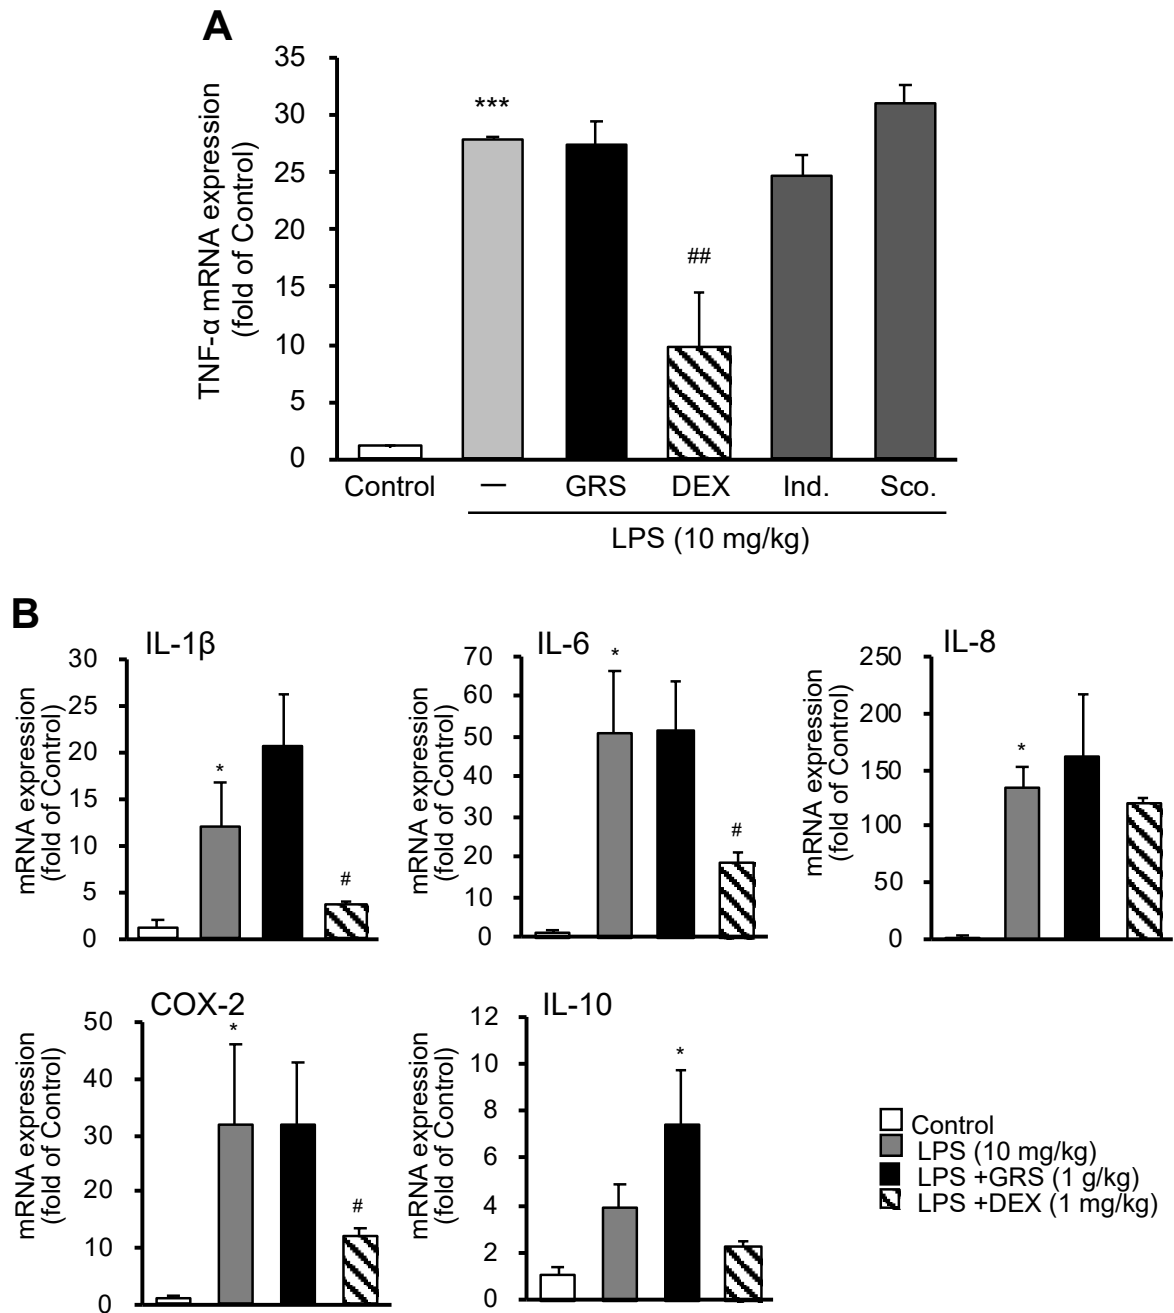 A
TNF-α mRNA expression
(fold of Control)
35
30
25
20
15
10
5
0
***
##
Control
—
GRS
DEX
Ind.
Sco.
LPS (10 mg/kg)
B
IL-1β
mRNA expression
(fold of Control)
30
25
20
15
10
5
0
*
#
IL-6
mRNA expression
(fold of Control)
70
60
50
40
30
20
10
0
*
#
IL-8
mRNA expression
(fold of Control)
250
200
150
100
50
0
*
COX-2
mRNA expression
(fold of Control)
50
40
30
20
10
0
*
#
IL-10
mRNA expression
(fold of Control)
12
10
8
6
4
2
0
*
Control
LPS (10 mg/kg)
LPS +GRS (1 g/kg)
LPS +DEX (1 mg/kg)